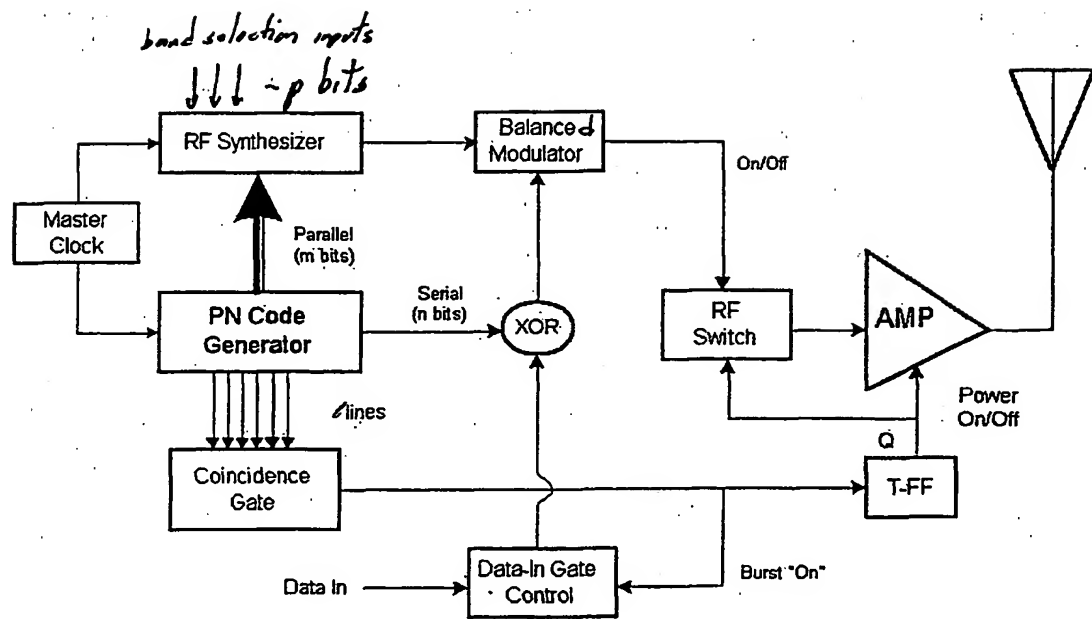 band selection inputs
~p bits
RF Synthesizer
Balanced
Modulator
On/Off
Master
Clock
Parallel
(m bits)
PN Code
Generator
Serial
(n bits)
XOR
RF
Switch
AMP
Power
On/Off
ℓ lines
Q
Coincidence
Gate
T-FF
Data In
Data-In Gate
Control
Burst "On"